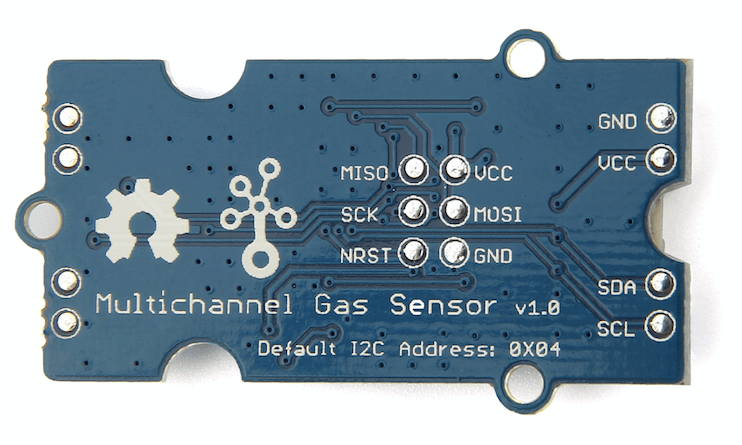 GND
MISO VCC
VCC
SCK MOSI
NRST GND
SDA
Multichannel Gas Sensor v1.0
SCL
Default I2C Address: 0X04